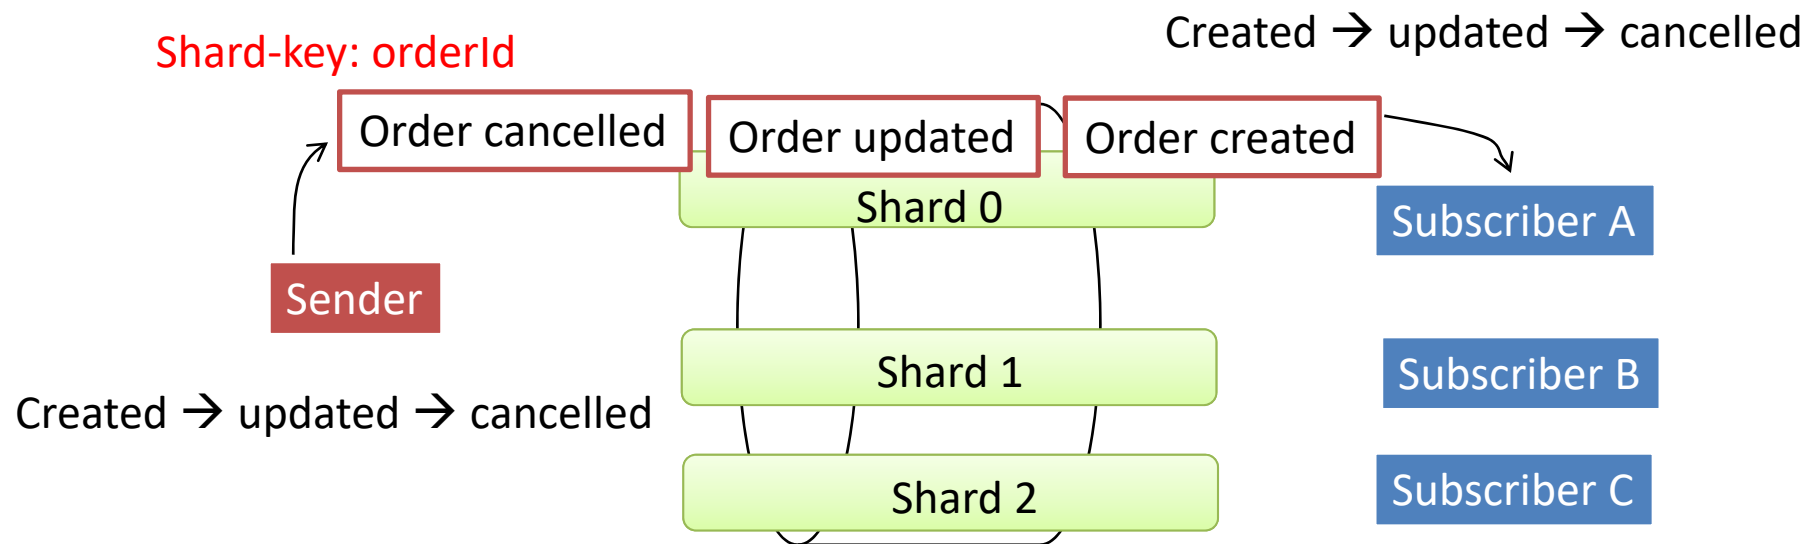 Created → updated → cancelled
Shard-key: orderId
Order cancelled
Order updated
Order created
Shard 0
Subscriber A
Sender
Shard 1
Subscriber B
Created → updated → cancelled
Shard 2
Subscriber C